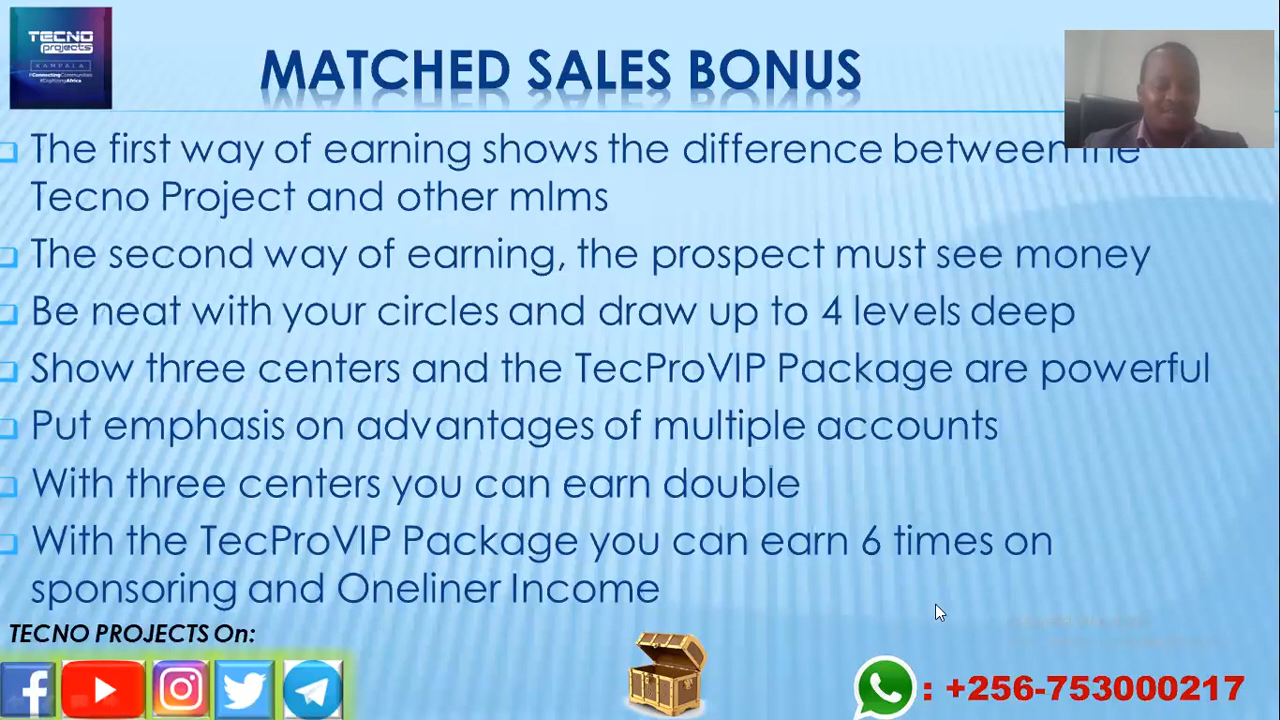 TECNO
projects
KAMPALA
#ConnectingCommunities
#DigitizingAfrica
MATCHED SALES BONUS
The first way of earning shows the difference between the
Tecno Project and other mlms
The second way of earning, the prospect must see money
Be neat with your circles and draw up to 4 levels deep
Show three centers and the TecProVIP Package are powerful
Put emphasis on advantages of multiple accounts
With three centers you can earn double
With the TecProVIP Package you can earn 6 times on
sponsoring and Oneliner Income
TECNO PROJECTS On:
: +256-753000217